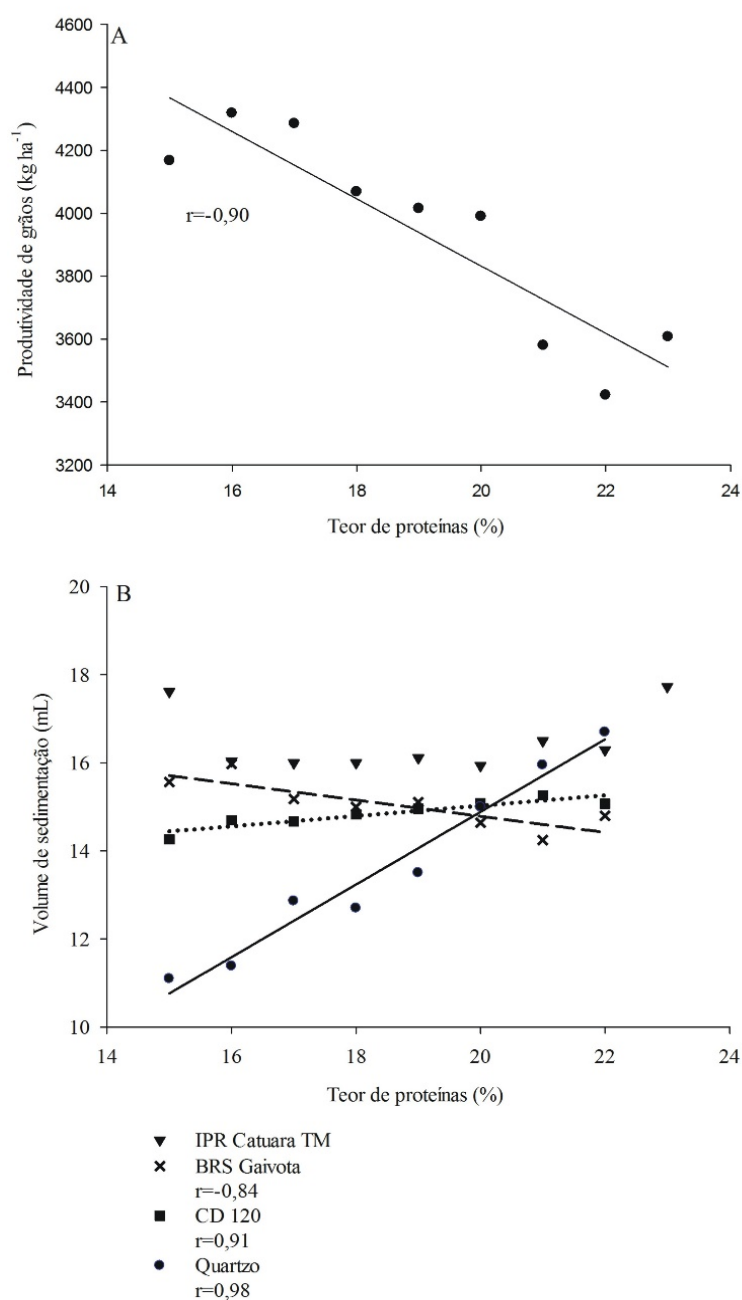 A
4600
4400
4200
4000
3800
3600
3400
3200
Produtividade de grãos (kg ha⁻¹)
r=-0,90
14 16 18 20 22 24
Teor de proteínas (%)
B
20
18
16
14
12
10
Volume de sedimentação (mL)
14 16 18 20 22 24
Teor de proteínas (%)
IPR Catuara TM
BRS Gaivota
r=-0,84
CD 120
r=0,91
Quartzo
r=0,98